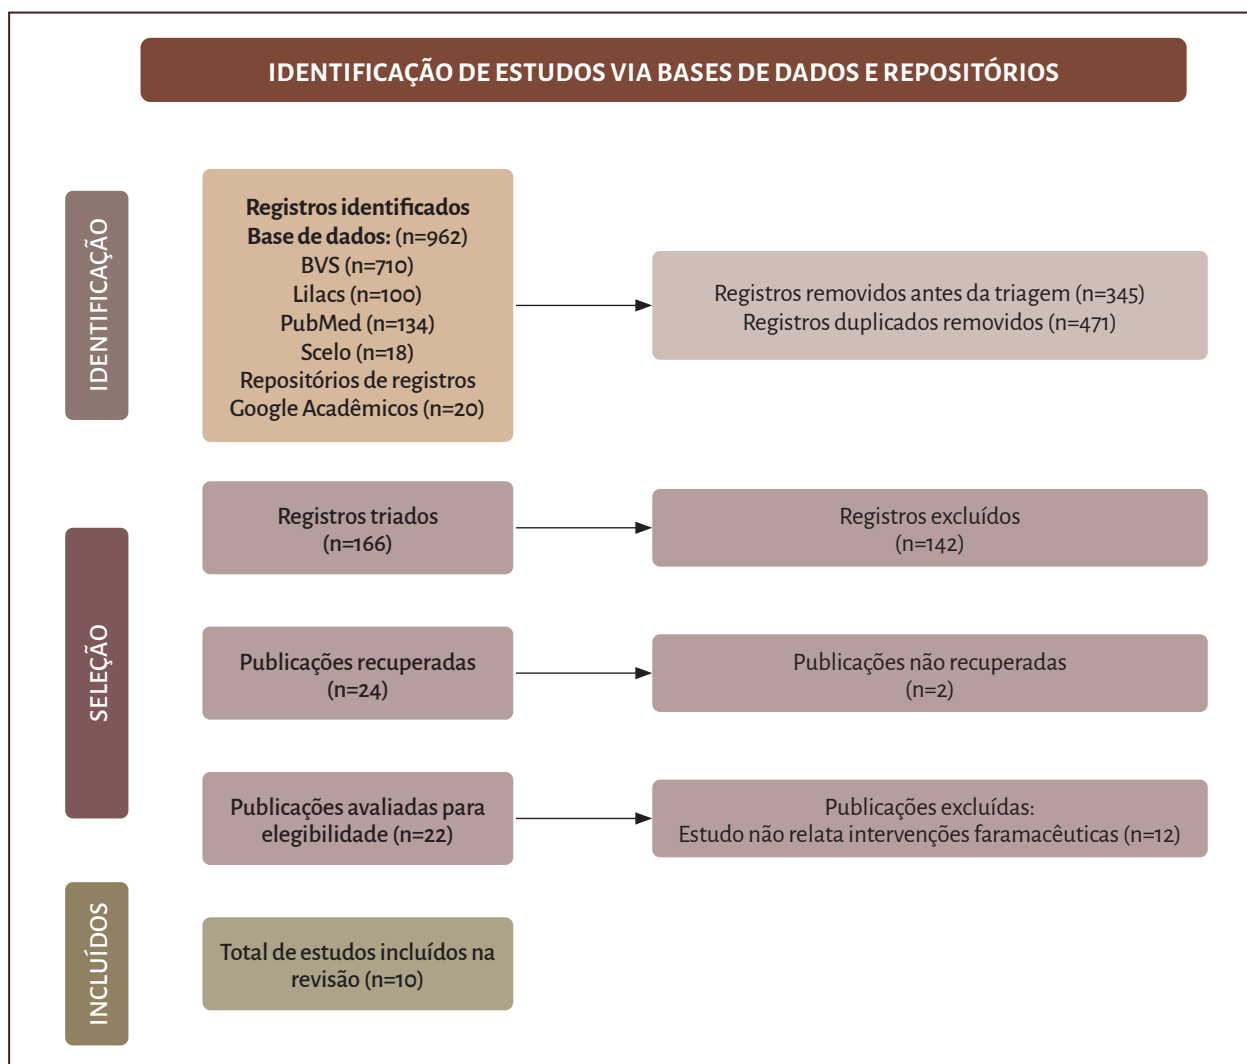 IDENTIFICAÇÃO DE ESTUDOS VIA BASES DE DADOS E REPOSITÓRIOS
IDENTIFICAÇÃO
Registros identificados
Base de dados: (n=962)
BVS (n=710)
Lilacs (n=100)
PubMed (n=134)
Scelo (n=18)
Repositórios de registros
Google Acadêmicos (n=20)
Registros removidos antes da triagem (n=345)
Registros duplicados removidos (n=471)
SELEÇÃO
Registros triados
(n=166)
Registros excluídos
(n=142)
Publicações recuperadas
(n=24)
Publicações não recuperadas
(n=2)
Publicações avaliadas para
elegibilidade (n=22)
Publicações excluídas:
Estudo não relata intervenções faramacêuticas (n=12)
INCLUÍDOS
Total de estudos incluídos na
revisão (n=10)